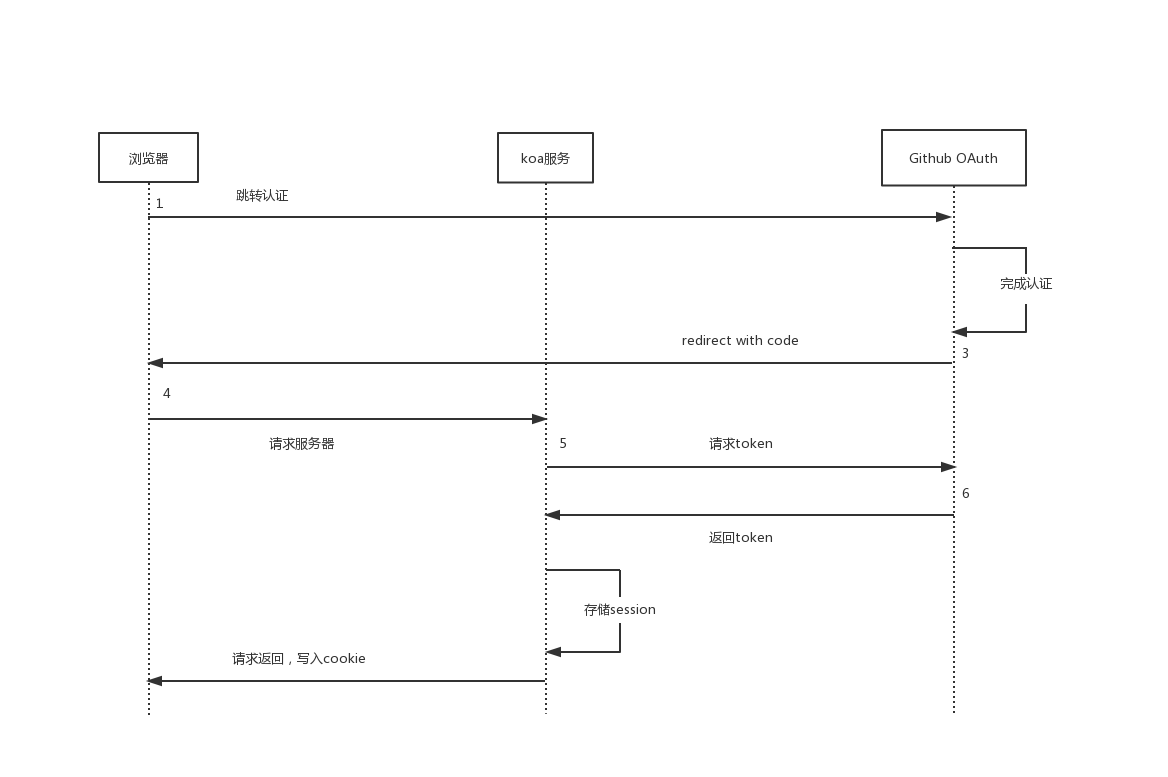 浏览器
koa服务
Github OAuth
跳转认证
1
完成认证
redirect with code
3
4
请求服务器
5
请求token
6
返回token
存储session
请求返回，写入cookie